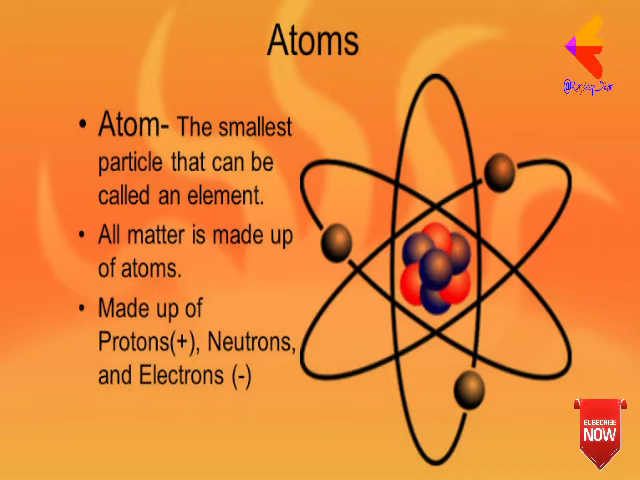 Atoms
• Atom- The smallest
particle that can be
called an element.
• All matter is made up
of atoms.
• Made up of
Protons(+), Neutrons,
and Electrons (-)
SUBSCRIBE
NOW